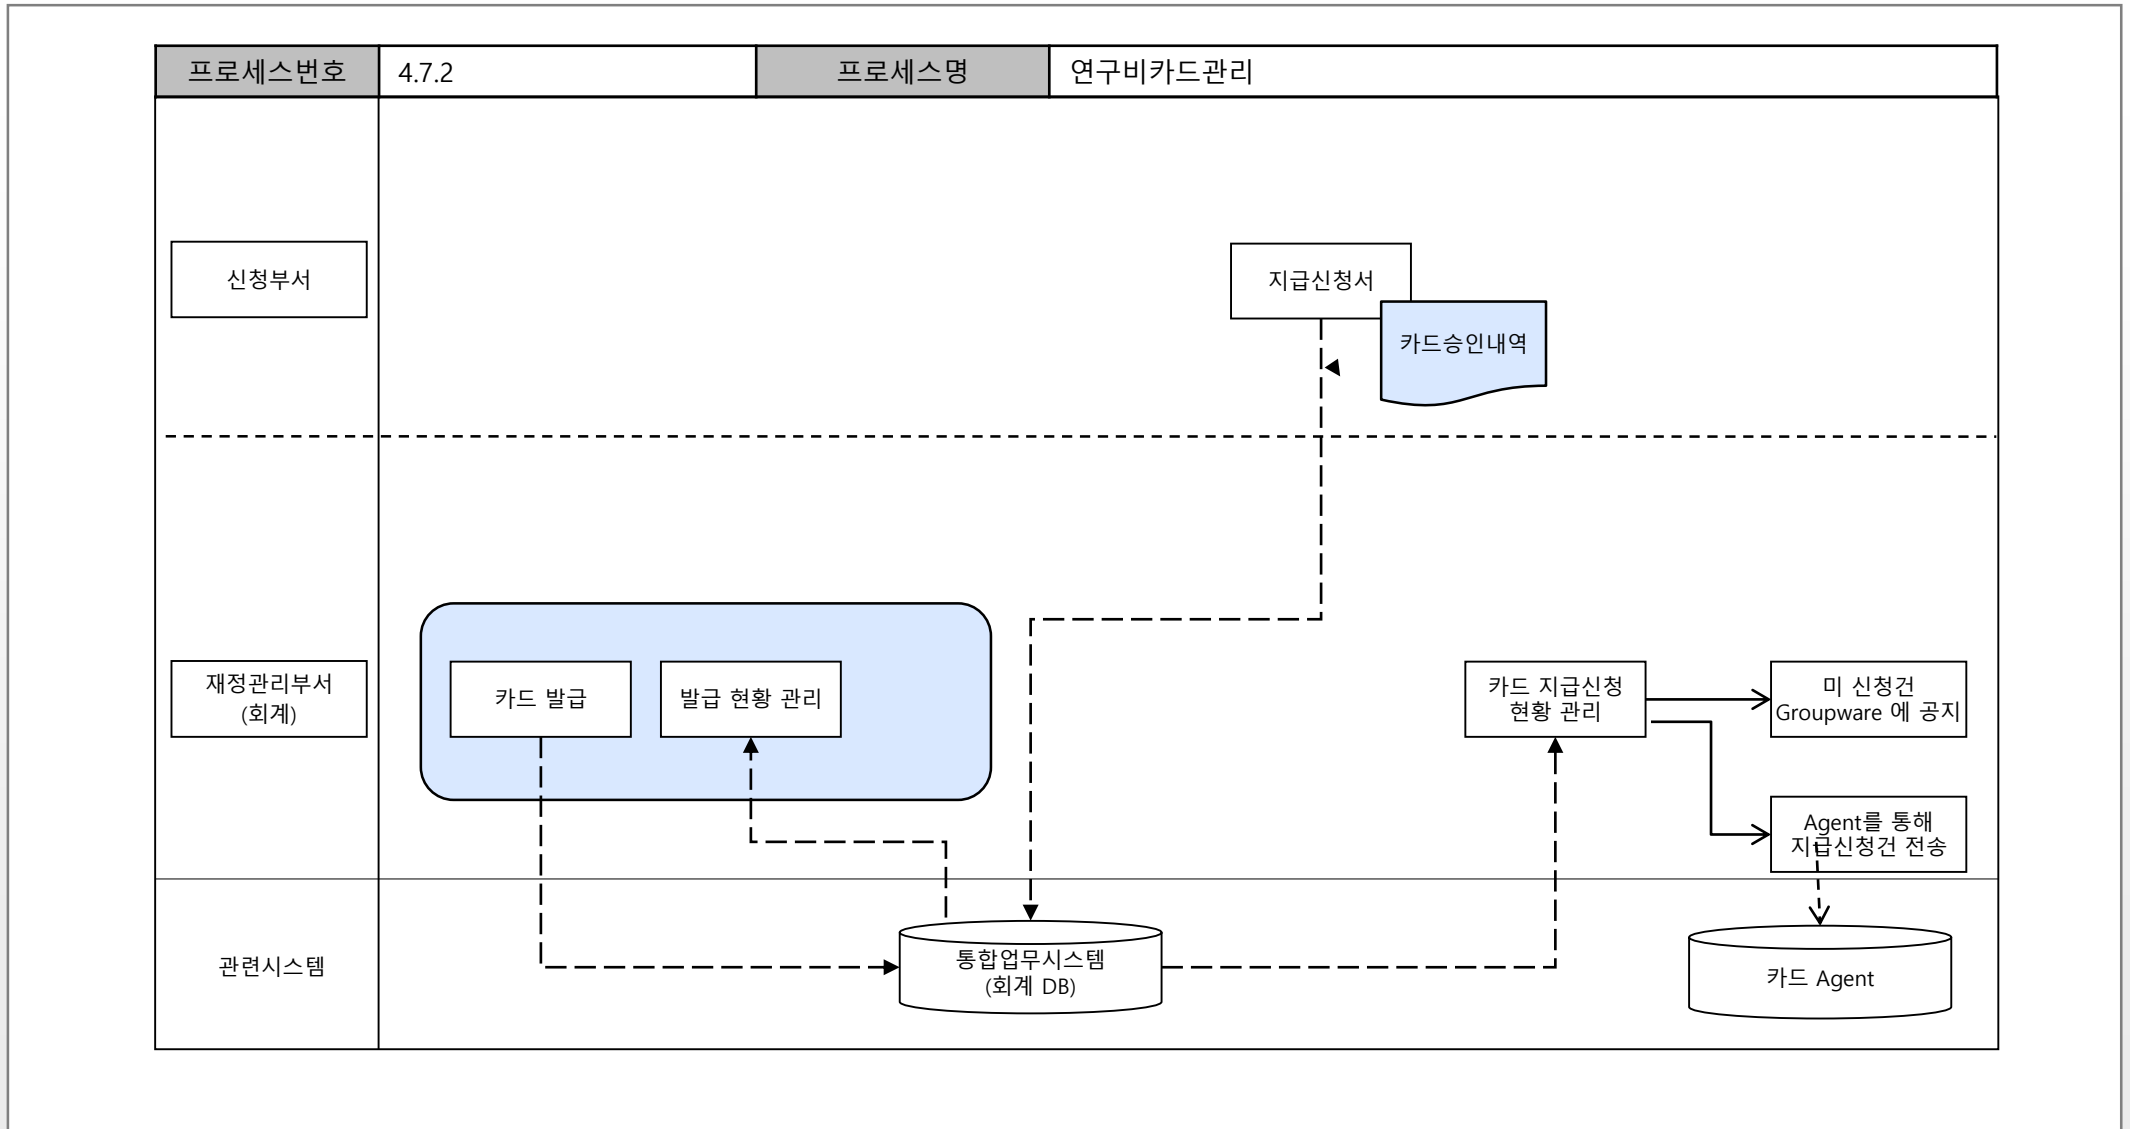 프로세스번호
4.7.2
프로세스명
연구비카드관리
신청부서
지급신청서
카드승인내역
재정관리부서
(회계)
카드 발급
발급 현황 관리
카드 지급신청
현황 관리
미 신청건
Groupware 에 공지
Agent를 통해
지급신청건 전송
관련시스템
통합업무시스템
(회계 DB)
카드 Agent